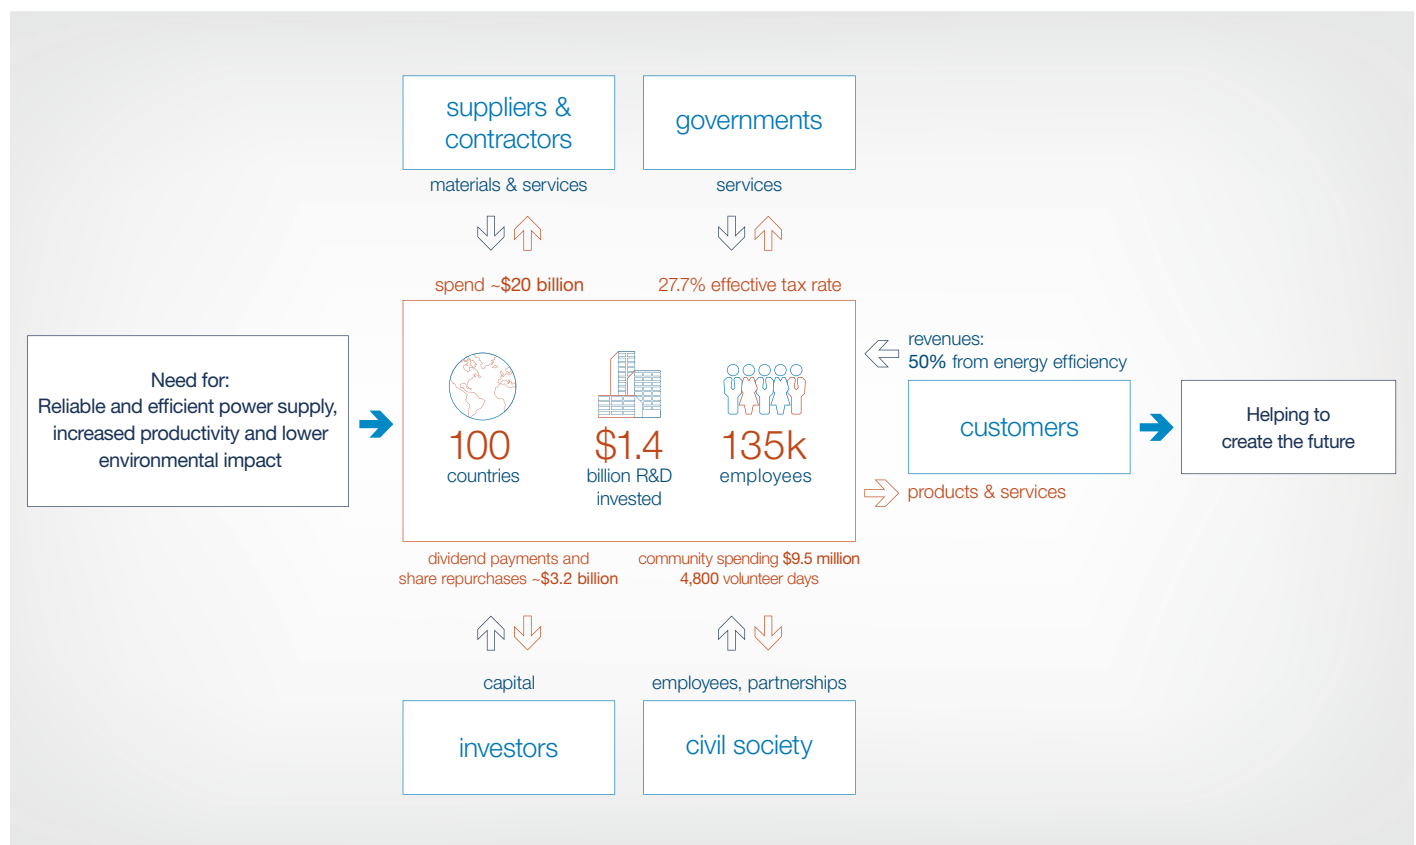 suppliers &
contractors
governments
materials & services
services
spend ~$20 billion
27.7% effective tax rate
Need for:
Reliable and efficient power supply,
increased productivity and lower
environmental impact
100
countries
$1.4
billion R&D
invested
135k
employees
revenues:
50% from energy efficiency
customers
products & services
Helping to
create the future
dividend payments and
share repurchases ~$3.2 billion
community spending $9.5 million
4,800 volunteer days
capital
employees, partnerships
investors
civil society